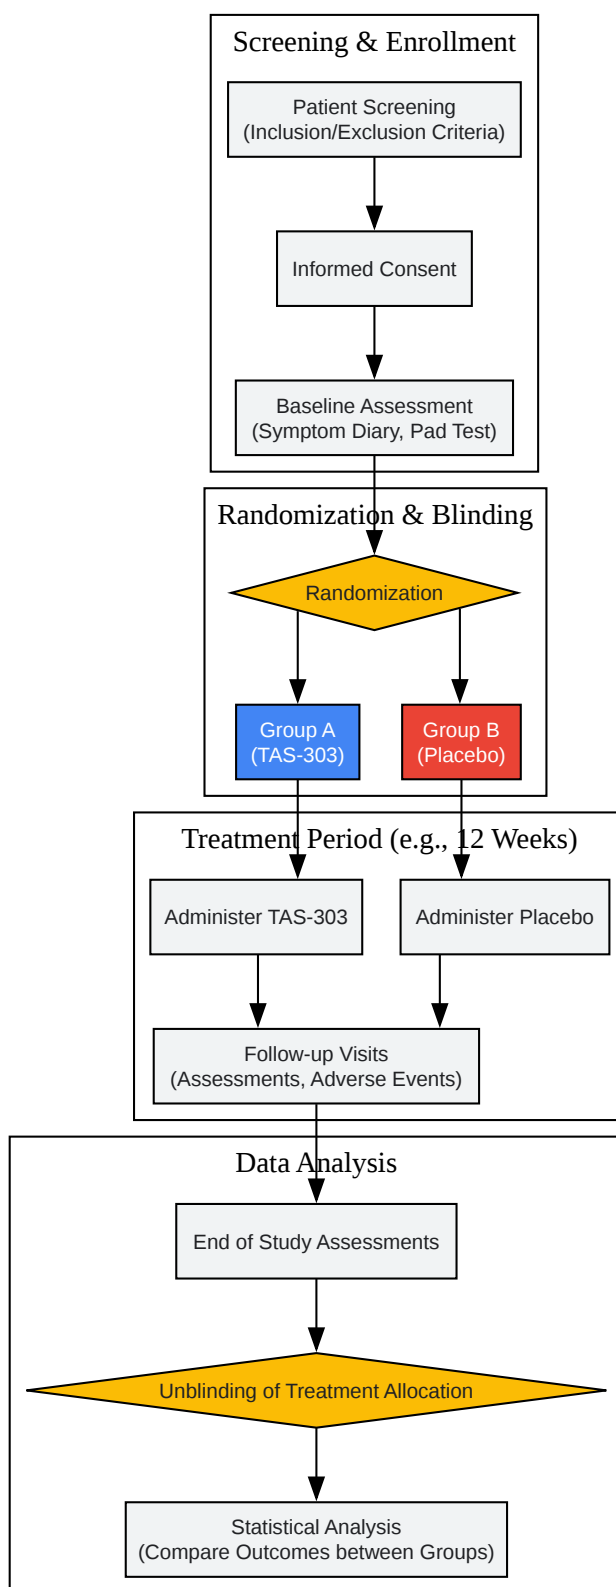 Screening & Enrollment
Patient Screening
(Inclusion/Exclusion Criteria)
Informed Consent
Baseline Assessment
(Symptom Diary, Pad Test)
Randomization & Blinding
Randomization
Group A
(TAS-303)
Group B
(Placebo)
Treatment Period (e.g., 12 Weeks)
Administer TAS-303
Administer Placebo
Follow-up Visits
(Assessments, Adverse Events)
Data Analysis
End of Study Assessments
Unblinding of Treatment Allocation
Statistical Analysis
(Compare Outcomes between Groups)